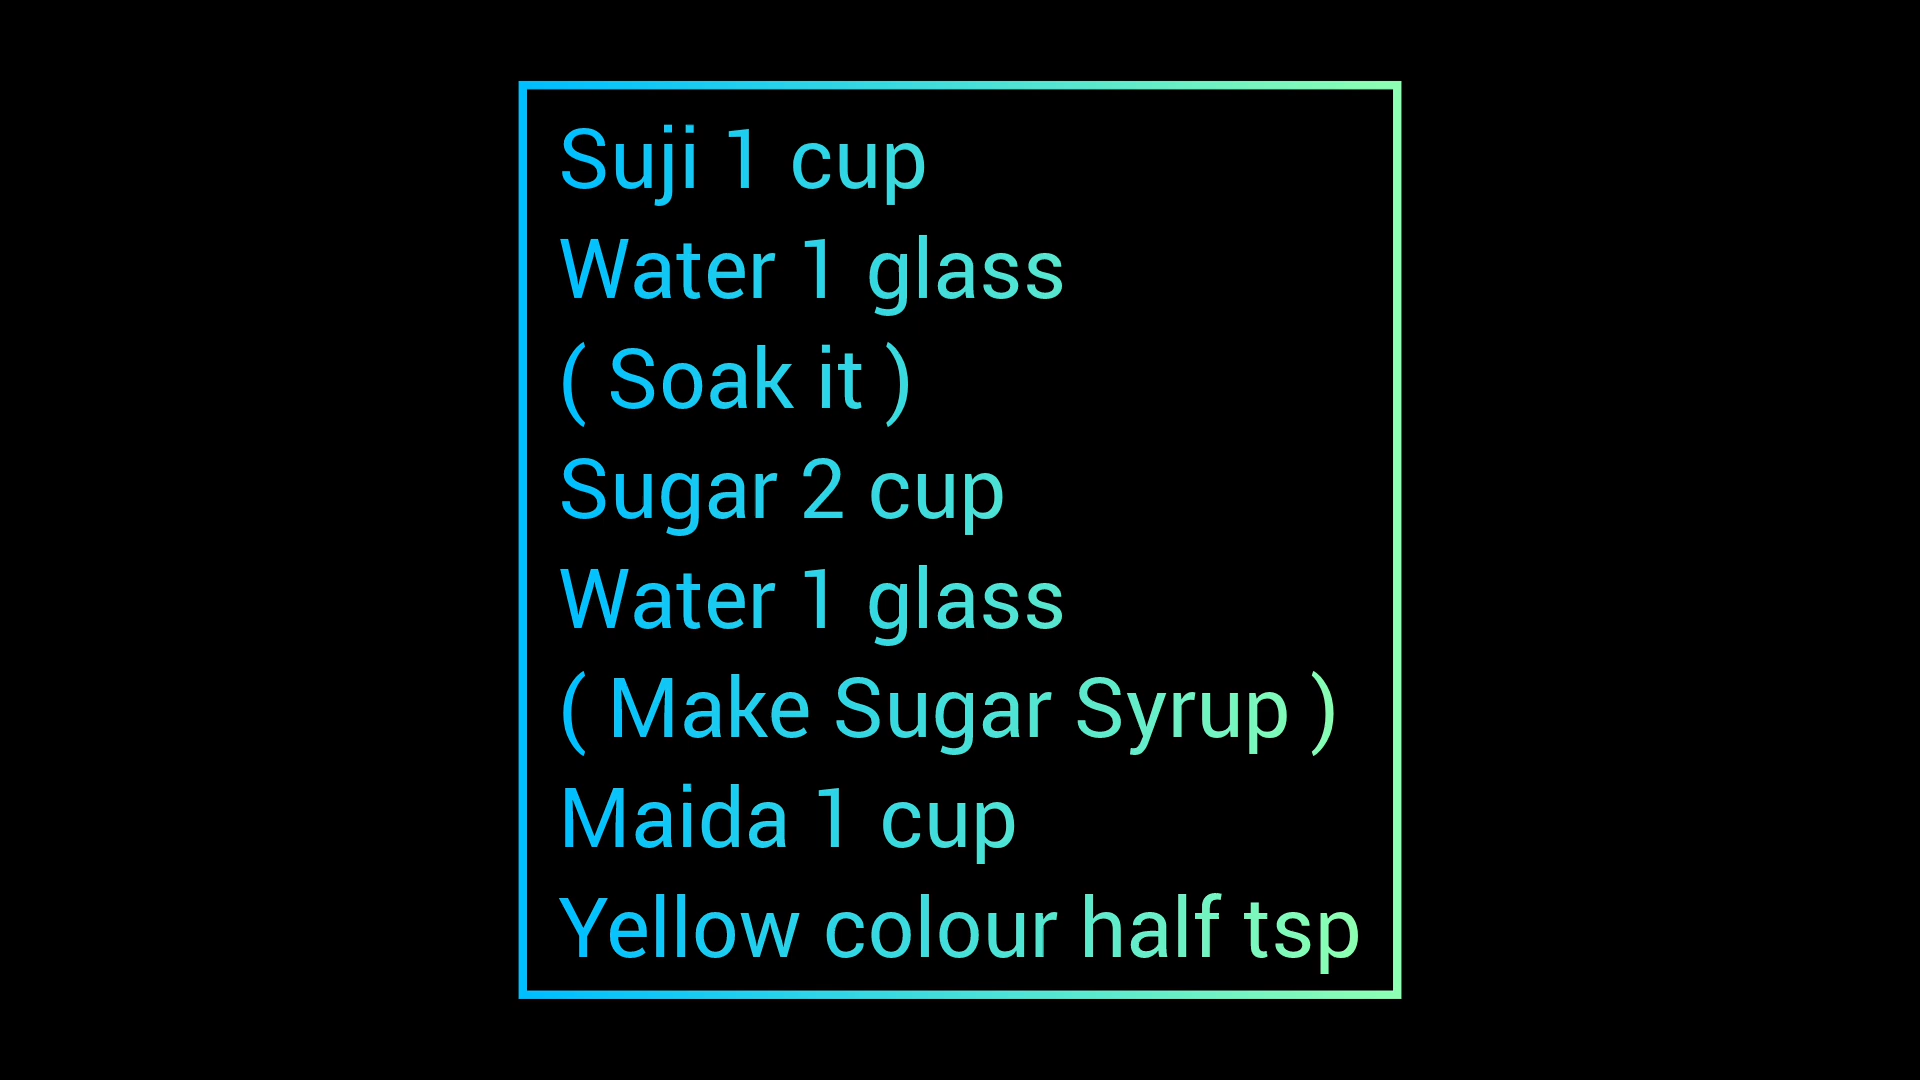 Suji 1 cup
Water 1 glass
( Soak it )
Sugar 2 cup
Water 1 glass
( Make Sugar Syrup )
Maida 1 cup
Yellow colour half tsp